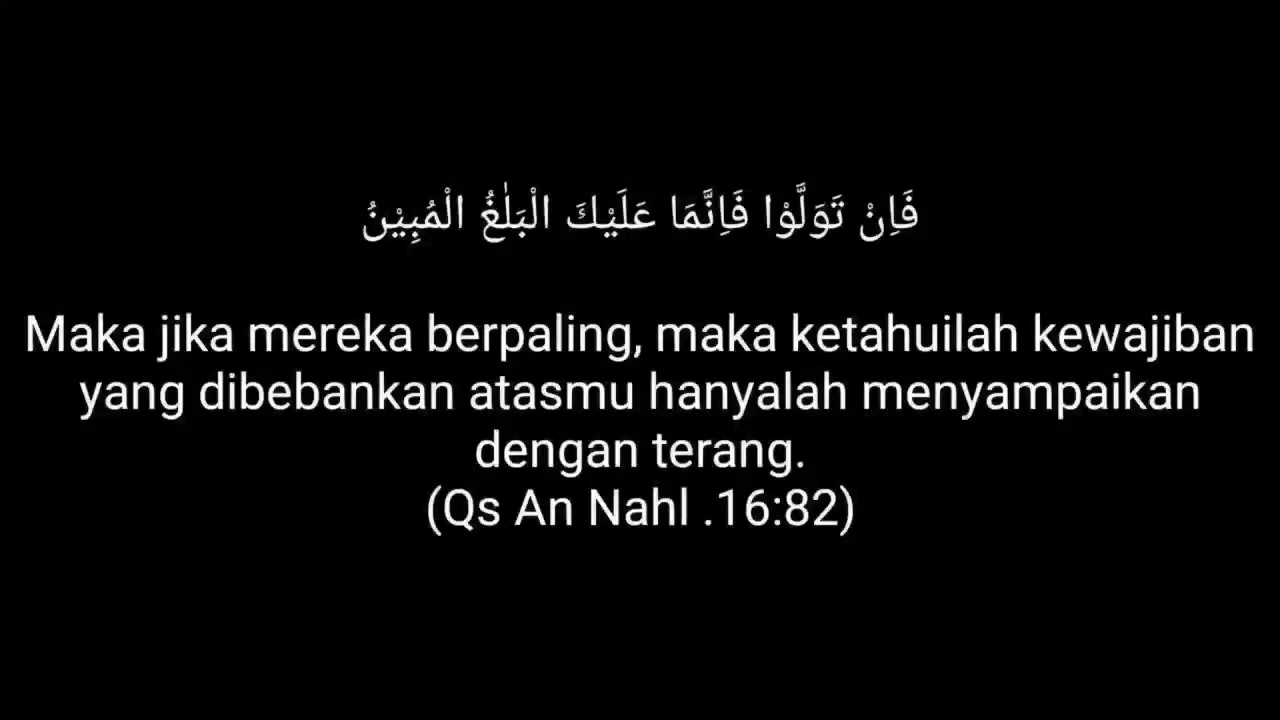 فَاِنْ تَوَلَّوْا فَاِنَّمَا عَلَيْكَ الْبَلٰغُ الْمُبِيْنُ
Maka jika mereka berpaling, maka ketahuilah kewajiban
yang dibebankan atasmu hanyalah menyampaikan
dengan terang.
(Qs An Nahl .16:82)